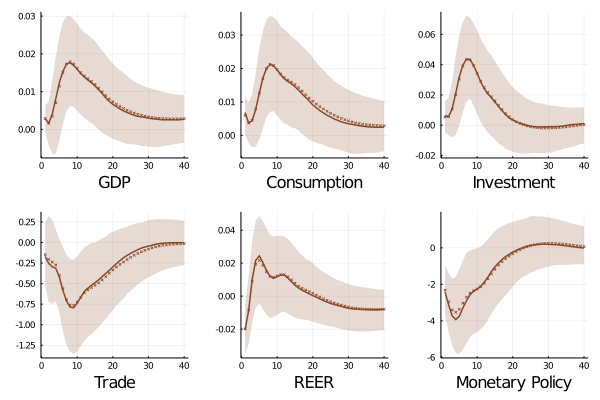 0.03 0.03 0.06
0.02 0.02 0.04
0.01 0.01 0.02
0.00 0.00 0.00
-0.02
0 10 20 30 40 0 10 20 30 40 0 10 20 30 40
GDP Consumption Investment
0.25 0.04
0.00 0.02 0
-0.25 0.00 -2
-0.50 -0.02 -4
-0.75 -6
-1.00
-1.25
0 10 20 30 40 0 10 20 30 40 0 10 20 30 40
Trade REER Monetary Policy